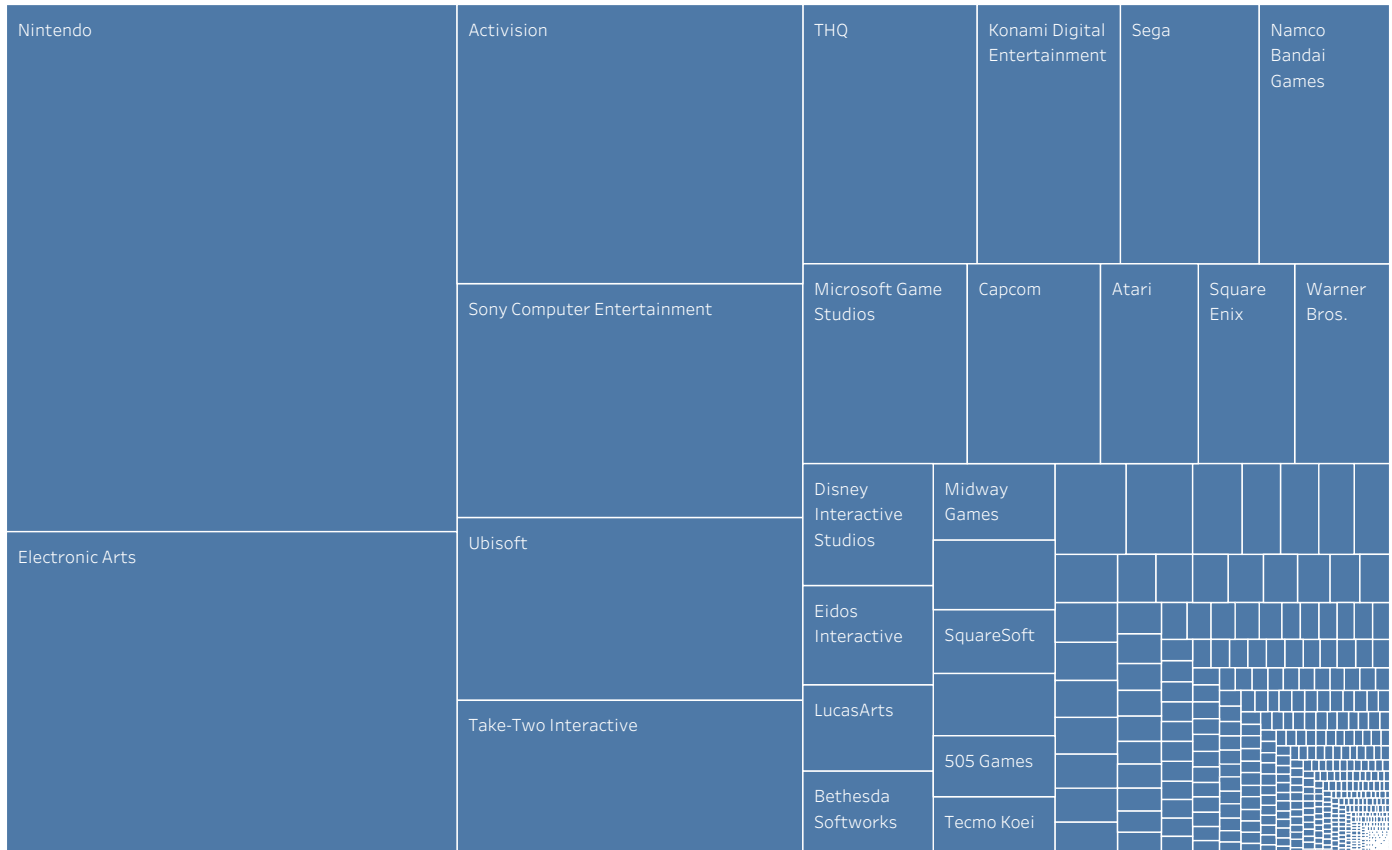 Nintendo
Electronic Arts
Activision
Sony Computer Entertainment
Ubisoft
Take-Two Interactive
THQ
Konami Digital
Entertainment
Sega
Namco
Bandai
Games
Microsoft Game
Studios
Capcom
Atari
Square
Enix
Warner
Bros.
Disney
Interactive
Studios
Eidos
Interactive
LucasArts
Bethesda
Softworks
Midway
Games
SquareSoft
505 Games
Tecmo Koei